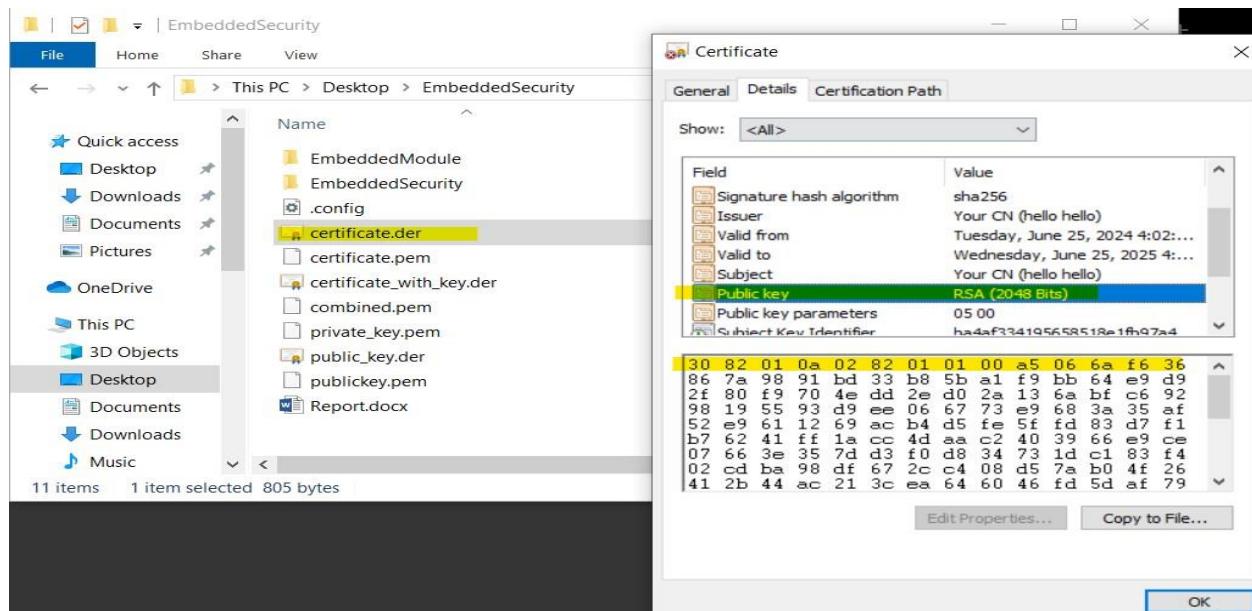 EmbeddedSecurity
File Home Share View
This PC > Desktop > EmbeddedSecurity
Quick access
Desktop
Downloads
Documents
Pictures
OneDrive
This PC
3D Objects
Desktop
Documents
Downloads
Music
Name
EmbeddedModule
EmbeddedSecurity
.config
certificate.der
certificate.pem
certificate_with_key.der
combined.pem
private_key.pem
public_key.der
publickey.pem
Report.docx
11 items 1 item selected 805 bytes
Certificate
General Details Certification Path
Show: <All>
Field Value
Signature hash algorithm sha256
Issuer Your CN (hello hello)
Valid from Tuesday, June 25, 2024 4:02:...
Valid to Wednesday, June 25, 2025 4:...
Subject Your CN (hello hello)
Public key RSA (2048 Bits)
Public key parameters 05 00
Subject Key Identifier ba4af334195658518e1fb97a4
30 82 01 0a 02 82 01 01 00 a5 06 6a f6 36
86 7a 98 91 bd 33 b8 5b a1 f9 bb 64 e9 d9
2f 80 f9 70 4e dd 2e d0 2a 13 6a bf c6 92
98 19 55 93 d9 ee 06 67 73 e9 68 3a 35 af
52 e9 61 12 69 ac b4 d5 fe 5f fd 83 d7 f1
b7 62 41 ff 1a cc 4d aa c2 40 39 66 e9 ce
07 66 3e 35 7d d3 f0 d8 34 73 1d c1 83 f4
02 cd ba 98 df 67 2c c4 08 d5 7a b0 4f 26
41 2b 44 ac 21 3c ea 64 60 46 fd 5d af 79
Edit Properties... Copy to File...
OK